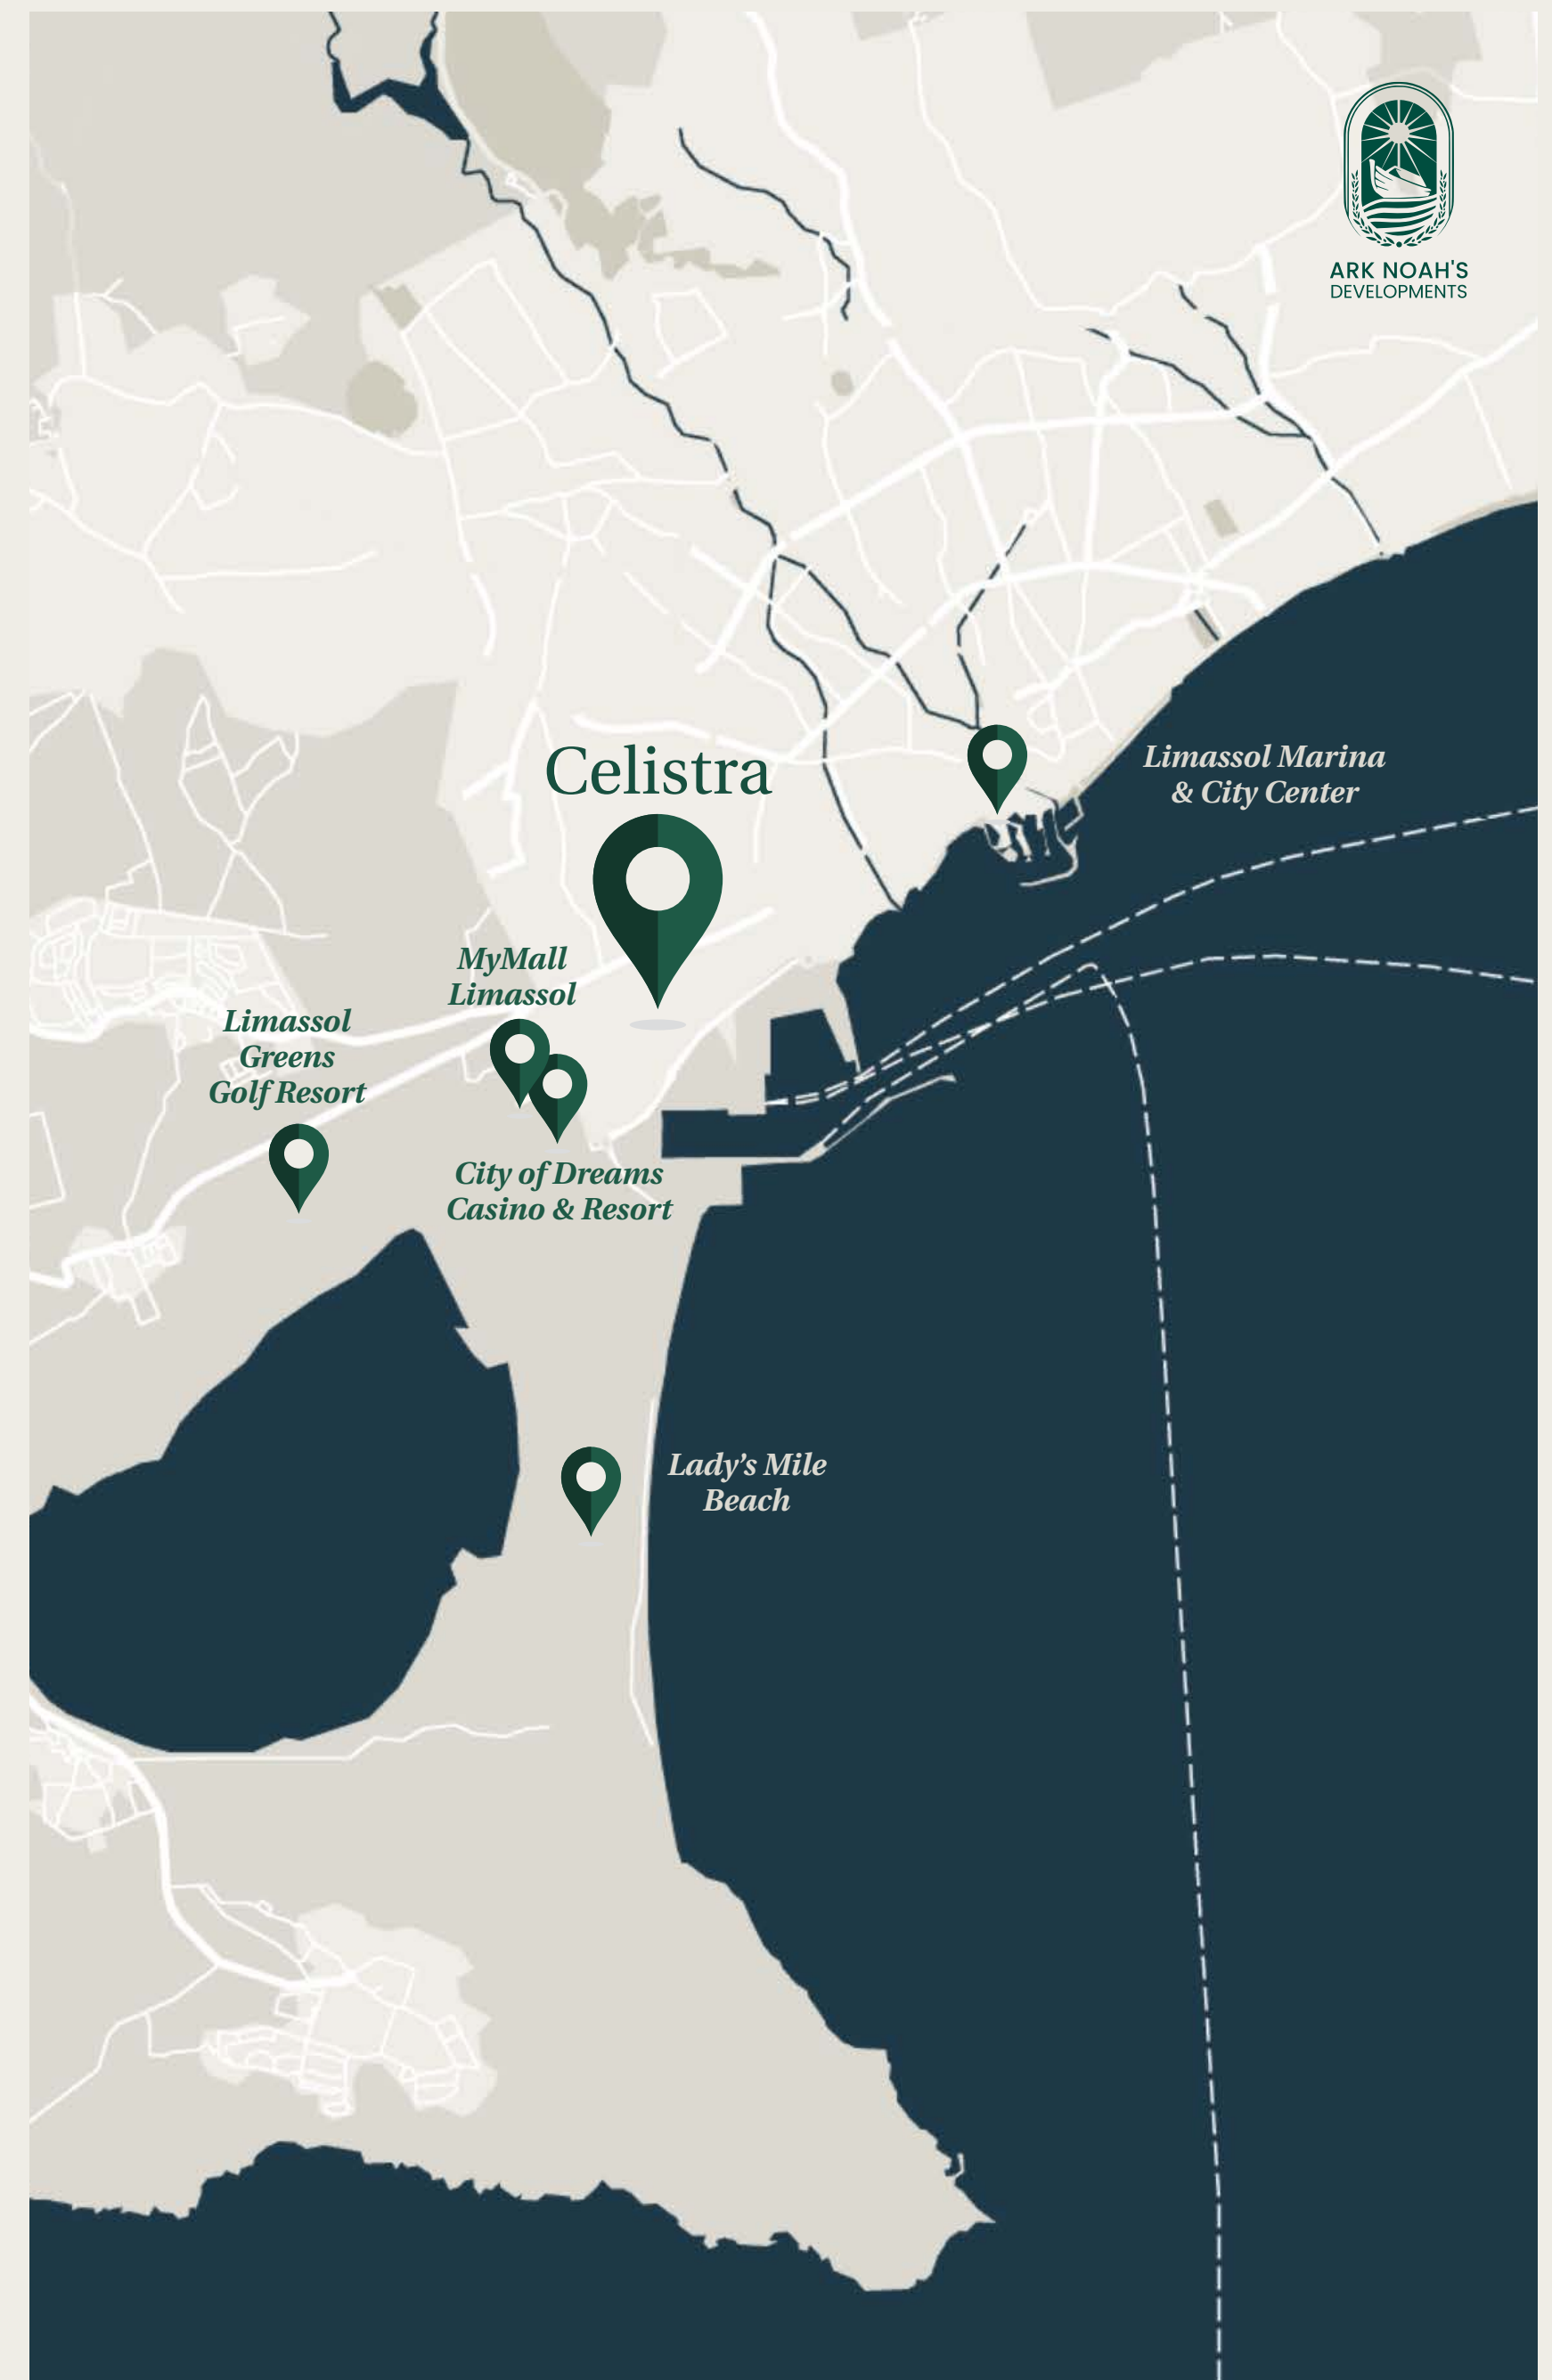 ARK NOAH'S
DEVELOPMENTS
Celistra
Limassol Marina
& City Center
MyMall
Limassol
Limassol
Greens
Golf Resort
City of Dreams
Casino & Resort
Lady’s Mile
Beach